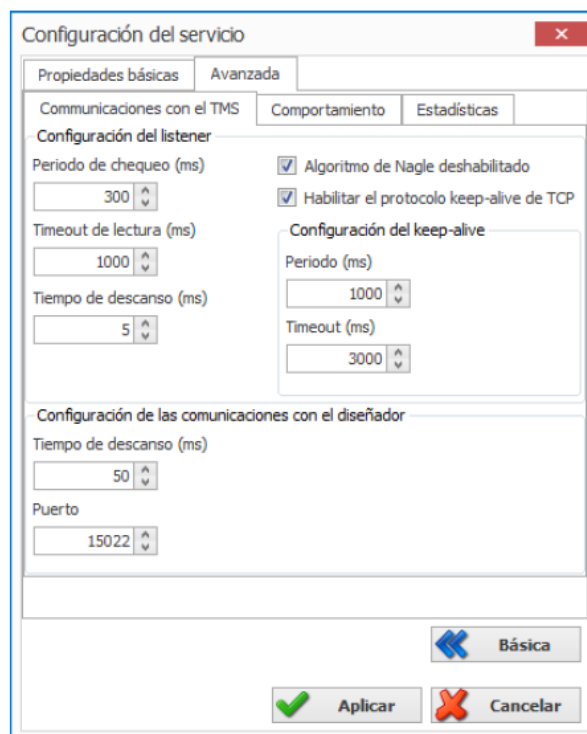 Configuración del servicio
Propiedades básicas Avanzada
Communicaciones con el TMS Comportamiento Estadísticas
Configuración del listener
Periodo de chequeo (ms)
300
Algoritmo de Nagle deshabilitado
Habilitar el protocolo keep-alive de TCP
Timeout de lectura (ms)
1000
Tiempo de descanso (ms)
5
Configuración del keep-alive
Periodo (ms)
1000
Timeout (ms)
3000
Configuración de las comunicaciones con el diseñador
Tiempo de descanso (ms)
50
Puerto
15022
Básica
Aplicar Cancelar